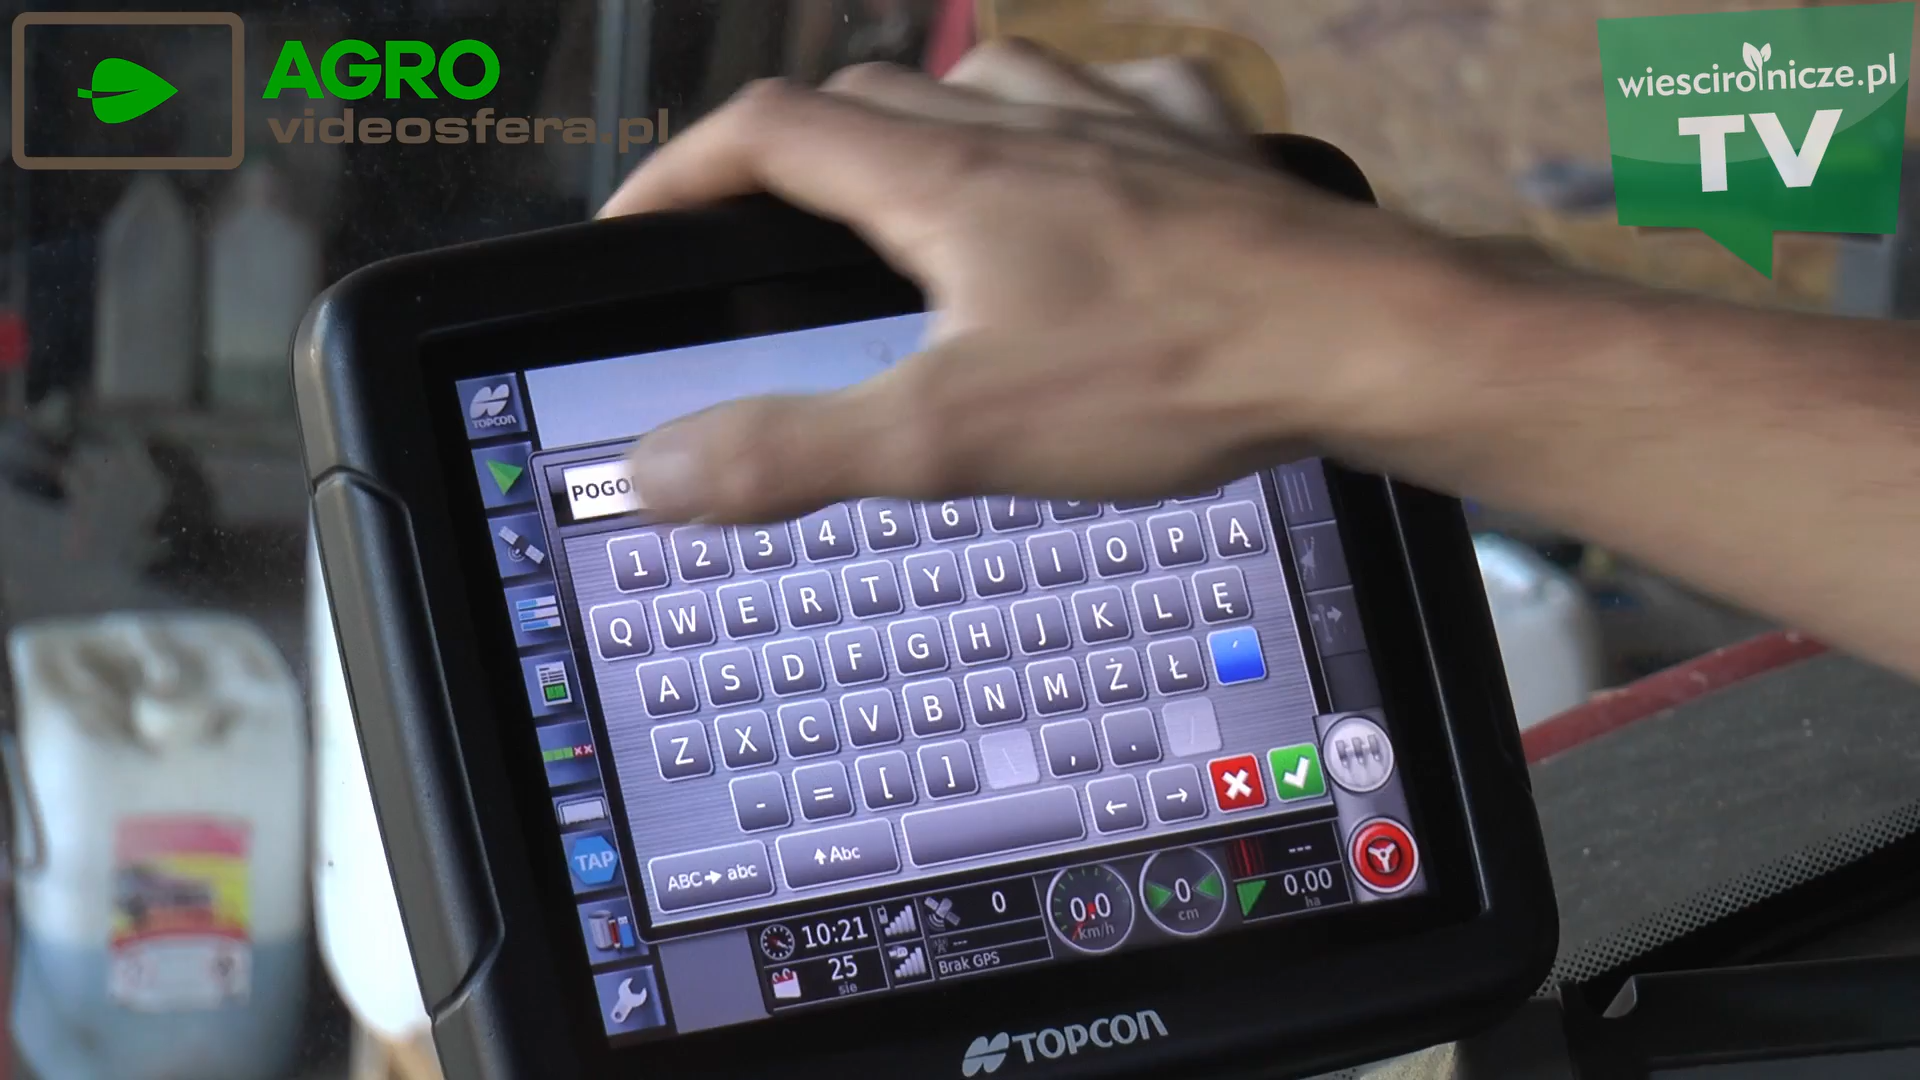 AGRO
videosfera.pl
wiescirolnicze.pl
TV
TOPCON
POGO
1 2 3 4 5 6 7
Q W E R T Y U I O P Ą
A S D F G H J K L Ę
Z X C V B N M Ż Ł ´
- = [ ] \ , . /
ABC→abc
Abc
← →
TAP
10:21
25
sie
0
---
Brak GPS
0.0
km/h
0
cm
---
0.00
ha
TOPCON